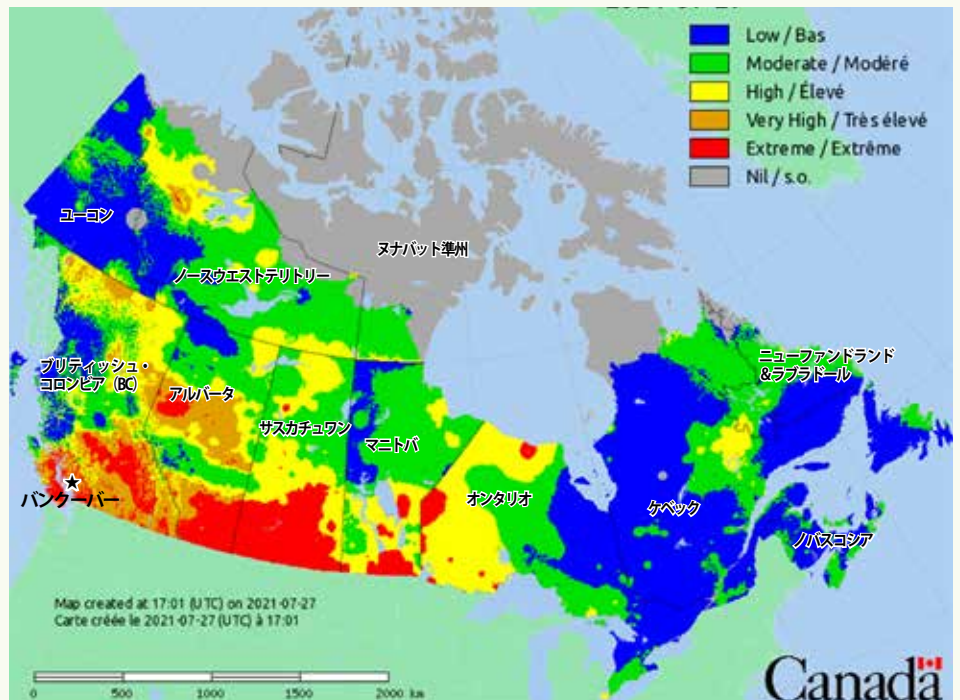 Low / Bas
Moderate / Modéré
High / Élevé
Very High / Très élevé
Extreme / Extrême
Nil / s.o.
ユーコン
ヌナバット準州
ノースウエストテリトリー
ブリティッシュ・
コロンビア（BC）
アルバータ
サスカチュワン
マニトバ
オンタリオ
ケベック
ニューファンドランド
&ラブラドール
ノバスコシア
★
バンクーバー
Map created at 17:01 (UTC) on 2021-07-27
Carte créée le 2021-07-27 (UTC) à 17:01
0 500 1000 1500 2000 km
Canada